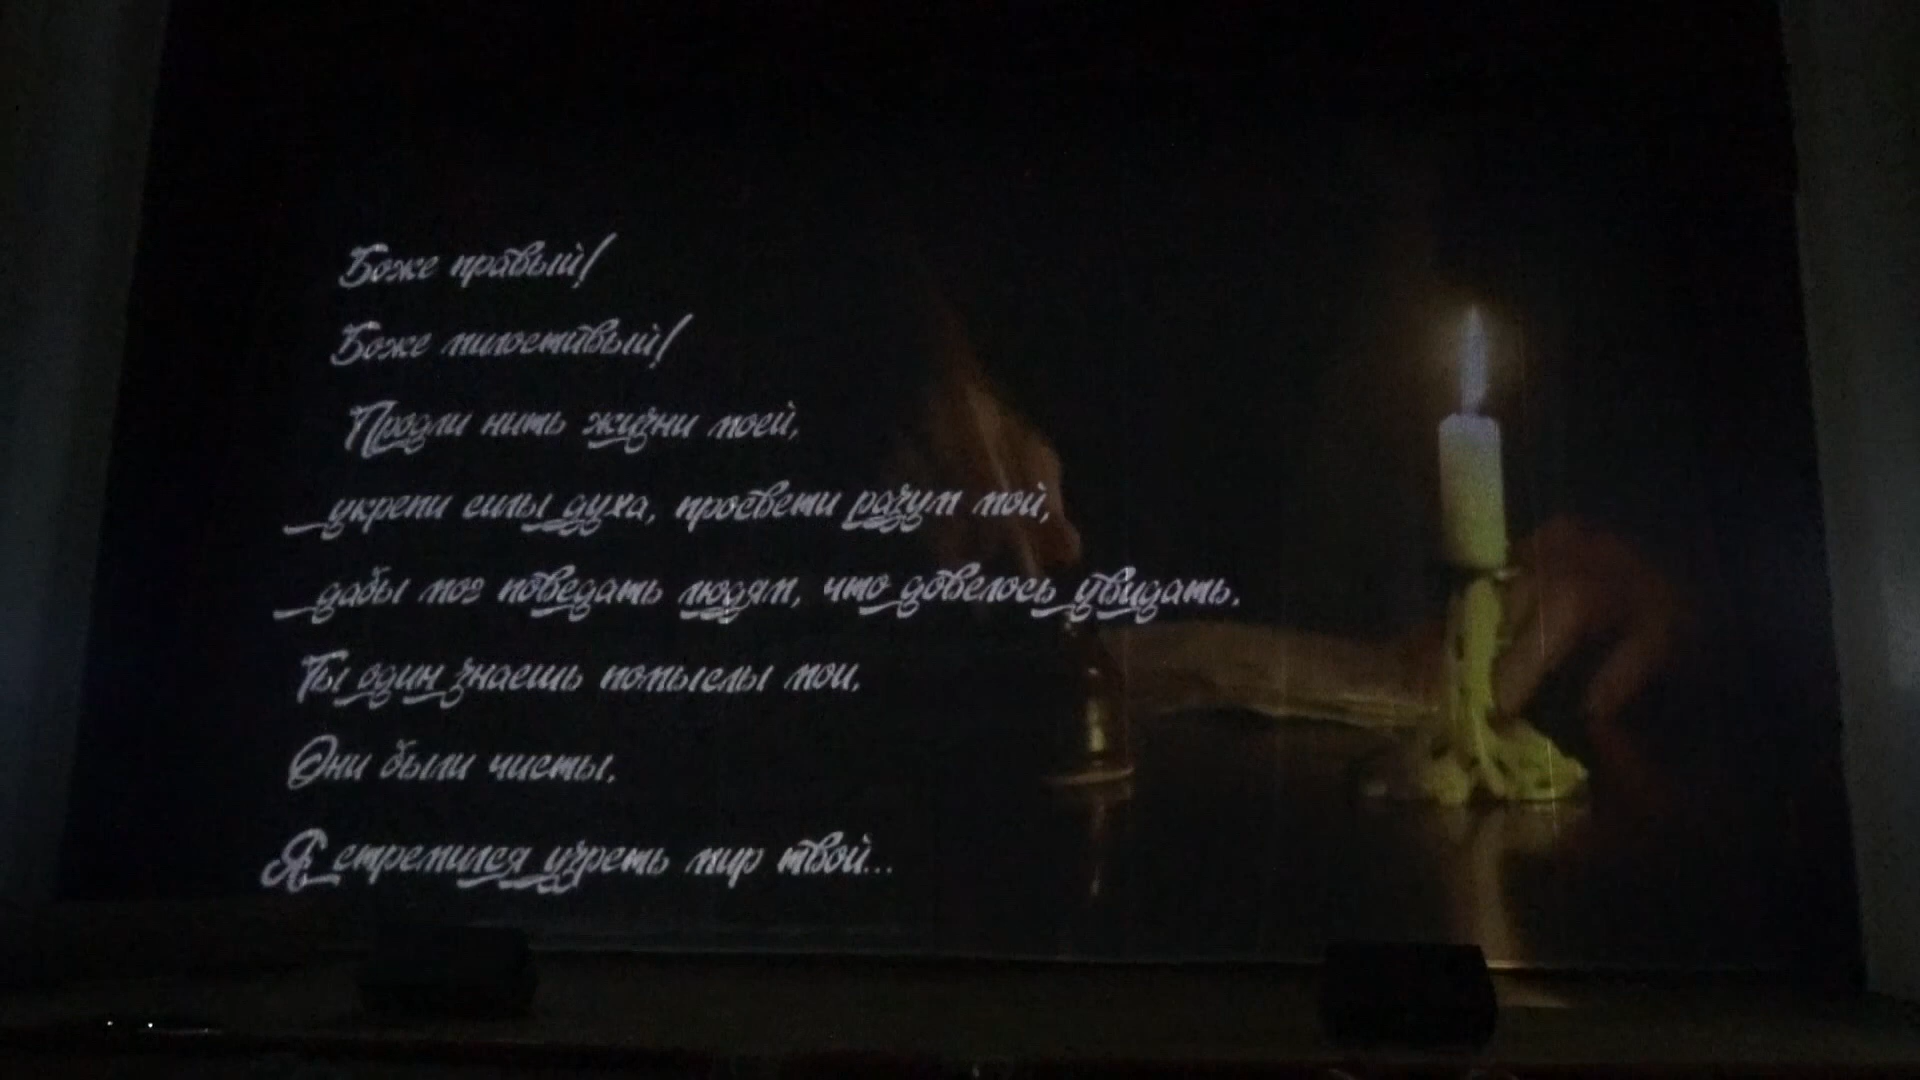 Боже правый!
Боже милостивый!
Продли нить жизни моей,
укрепи силы духа, просвети разум мой,
дабы мог поведать людям, что довелось увидать.
Ты один знаешь помыслы мои.
Они были чисты.
Я стремился узреть мир твой...